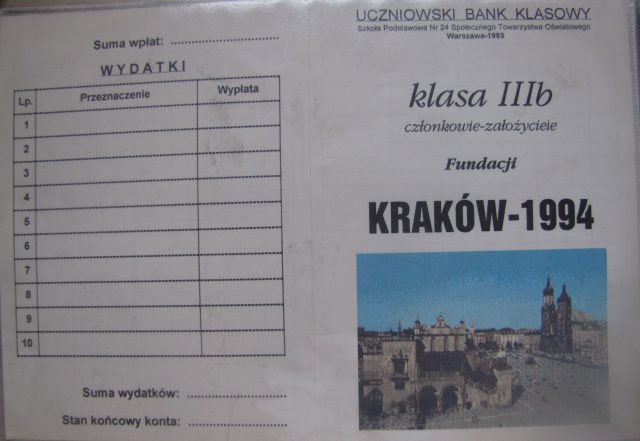 Suma wpłat: ........................................
WYDATKI
Lp. Przeznaczenie Wypłata
1
2
3
4
5
6
7
8
9
10
Suma wydatków: ..............................
Stan końcowy konta: ..............................
UCZNIOWSKI BANK KLASOWY
Szkoła Podstawowa Nr 24 Społecznego Towarzystwa Oświatowego
Warszawa-1993
klasa IIIb
członkowie-założyciele
Fundacji
KRAKÓW-1994